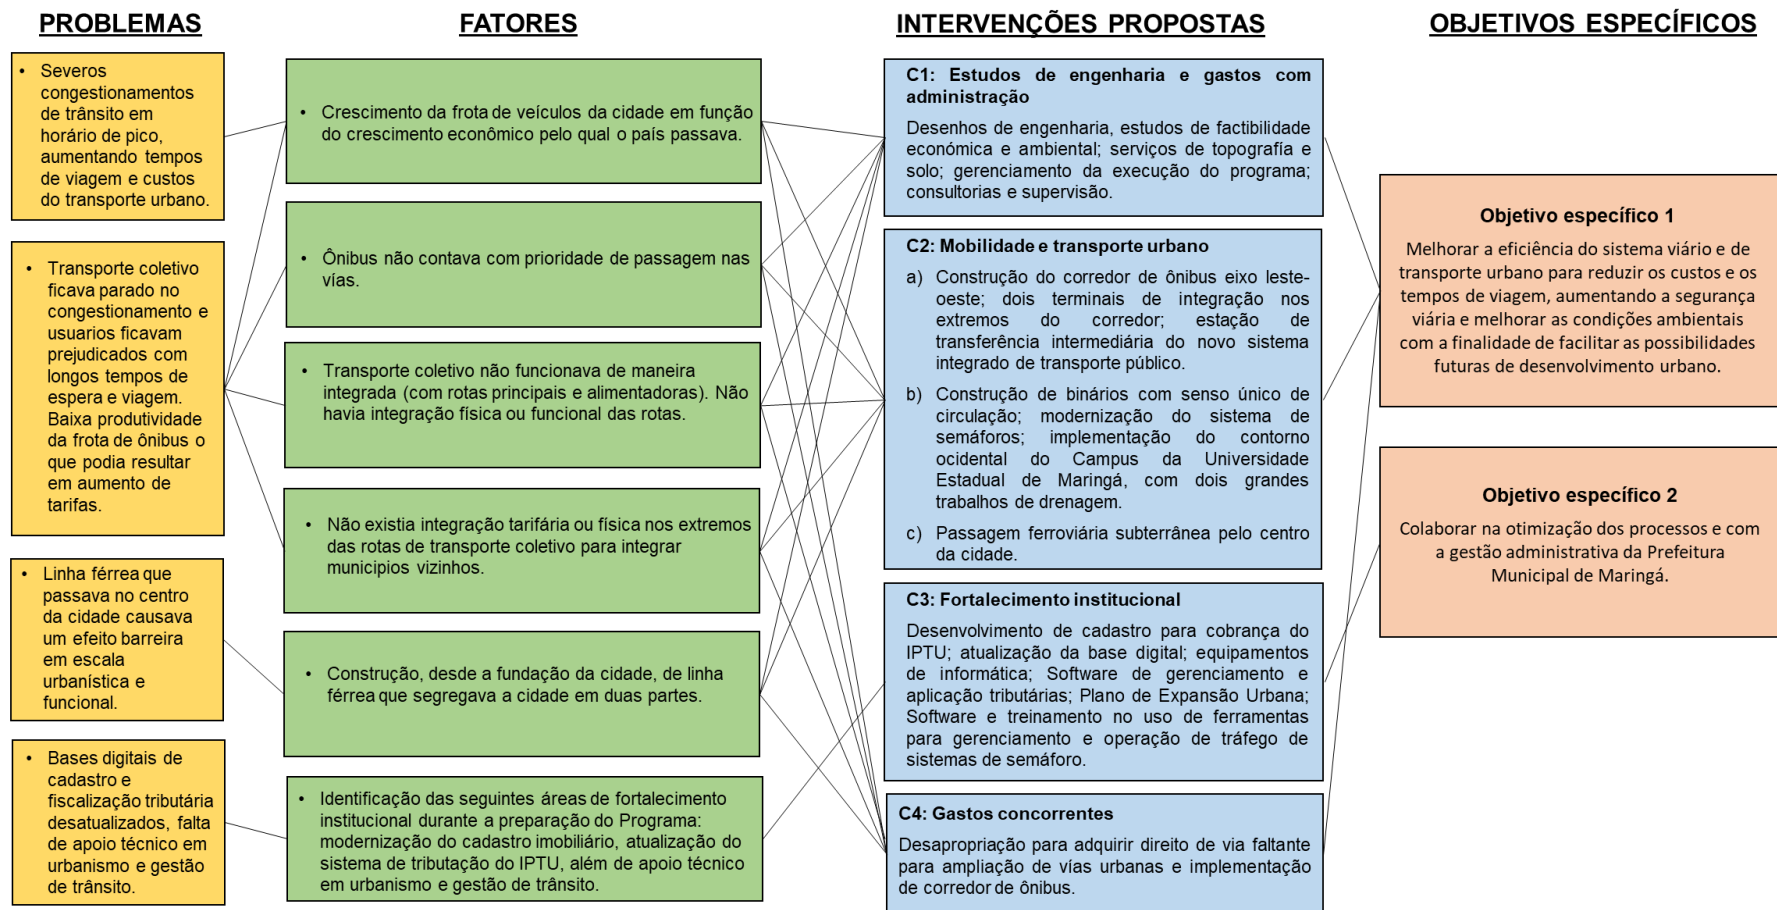 PROBLEMAS
• Severos
congestionamentos
de trânsito em
horário de pico,
aumentando tempos
de viagem e custos
do transporte urbano.
• Transporte coletivo
ficava parado no
congestionamento e
usuarios ficavam
prejudicados com
longos tempos de
espera e viagem.
Baixa produtividade
da frota de ônibus o
que podia resultar
em aumento de
tarifas.
• Linha férrea que
passava no centro
da cidade causava
um efeito barreira
em escala
urbanística e
funcional.
• Bases digitais de
cadastro e
fiscalização tributária
desatualizados, falta
de apoio técnico em
urbanismo e gestão
de trânsito.
FATORES
• Crescimento da frota de veículos da cidade em função
do crescimento econômico pelo qual o país passava.
• Ônibus não contava com prioridade de passagem nas
vías.
• Transporte coletivo não funcionava de maneira
integrada (com rotas principais e alimentadoras). Não
havia integração física ou funcional das rotas.
• Não existia integração tarifária ou física nos extremos
das rotas de transporte coletivo para integrar
municipios vizinhos.
• Construção, desde a fundação da cidade, de linha
férrea que segregava a cidade em duas partes.
• Identificação das seguintes áreas de fortalecimento
institucional durante a preparação do Programa:
modernização do cadastro imobiliário, atualização do
sistema de tributação do IPTU, além de apoio técnico
em urbanismo e gestão de trânsito.
INTERVENÇÕES PROPOSTAS
C1: Estudos de engenharia e gastos com
administração
Desenhos de engenharia, estudos de factibilidade
económica e ambiental; serviços de topografía e
solo; gerenciamento da execução do programa;
consultorias e supervisão.
C2: Mobilidade e transporte urbano
a) Construção do corredor de ônibus eixo leste-
oeste; dois terminais de integração nos
extremos do corredor; estação de
transferência intermediária do novo sistema
integrado de transporte público.
b) Construção de binários com senso único de
circulação; modernização do sistema de
semáforos; implementação do contorno
ocidental do Campus da Universidade
Estadual de Maringá, com dois grandes
trabalhos de drenagem.
c) Passagem ferroviária subterrânea pelo centro
da cidade.
C3: Fortalecimento institucional
Desenvolvimento de cadastro para cobrança do
IPTU; atualização da base digital; equipamentos
de informática; Software de gerenciamento e
aplicação tributárias; Plano de Expansão Urbana;
Software e treinamento no uso de ferramentas
para gerenciamento e operação de tráfego de
sistemas de semáforo.
C4: Gastos concorrentes
Desapropriação para adquirir direito de via faltante
para ampliação de vías urbanas e implementação
de corredor de ônibus.
OBJETIVOS ESPECÍFICOS
Objetivo específico 1
Melhorar a eficiência do sistema viário e de
transporte urbano para reduzir os custos e os
tempos de viagem, aumentando a segurança
viária e melhorar as condições ambientais
com a finalidade de facilitar as possibilidades
futuras de desenvolvimento urbano.
Objetivo específico 2
Colaborar na otimização dos processos e com
a gestão administrativa da Prefeitura
Municipal de Maringá.